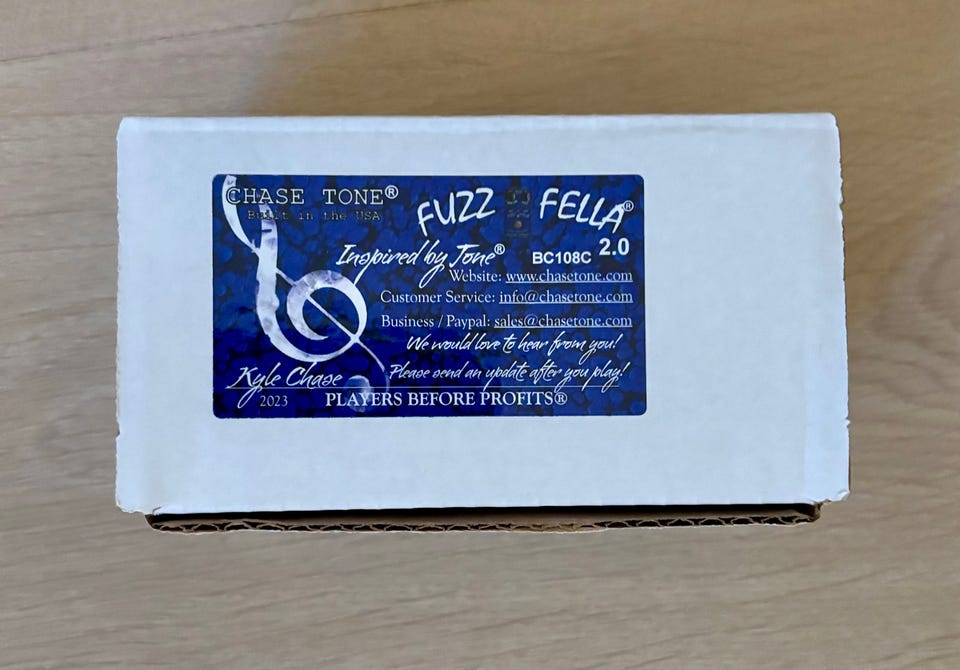 CHASE TONE®
Built in the USA
FUZZ FELLA®
Inspired by Tone®
BC108C 2.0
Website: www.chasetone.com
Customer Service: info@chasetone.com
Business / Paypal: sales@chasetone.com
We would love to hear from you!
Please send an update after you play!
Kyle Chase
2023
PLAYERS BEFORE PROFITS®